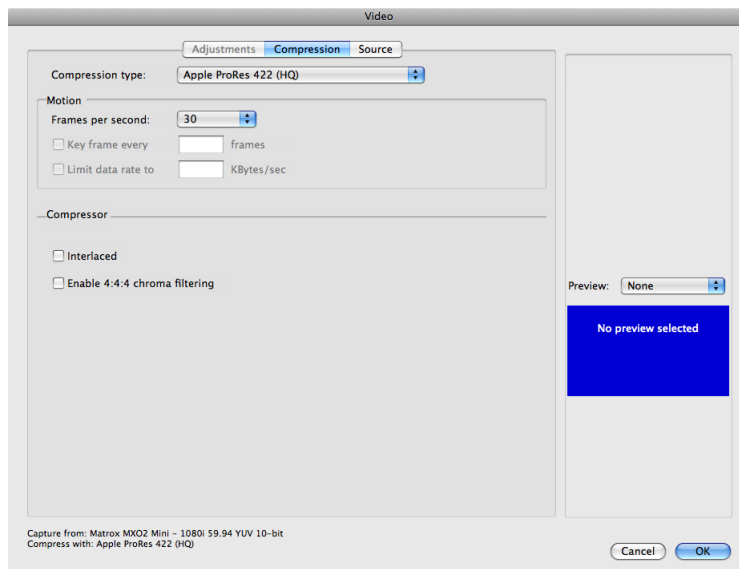 Video
Adjustments Compression Source
Compression type: Apple ProRes 422 (HQ)
Motion
Frames per second: 30
Key frame every frames
Limit data rate to KBytes/sec
Compressor
Interlaced
Enable 4:4:4 chroma filtering
Preview: None
No preview selected
Capture from: Matrox MXO2 Mini - 1080i 59.94 YUV 10-bit
Compress with: Apple ProRes 422 (HQ)
Cancel OK